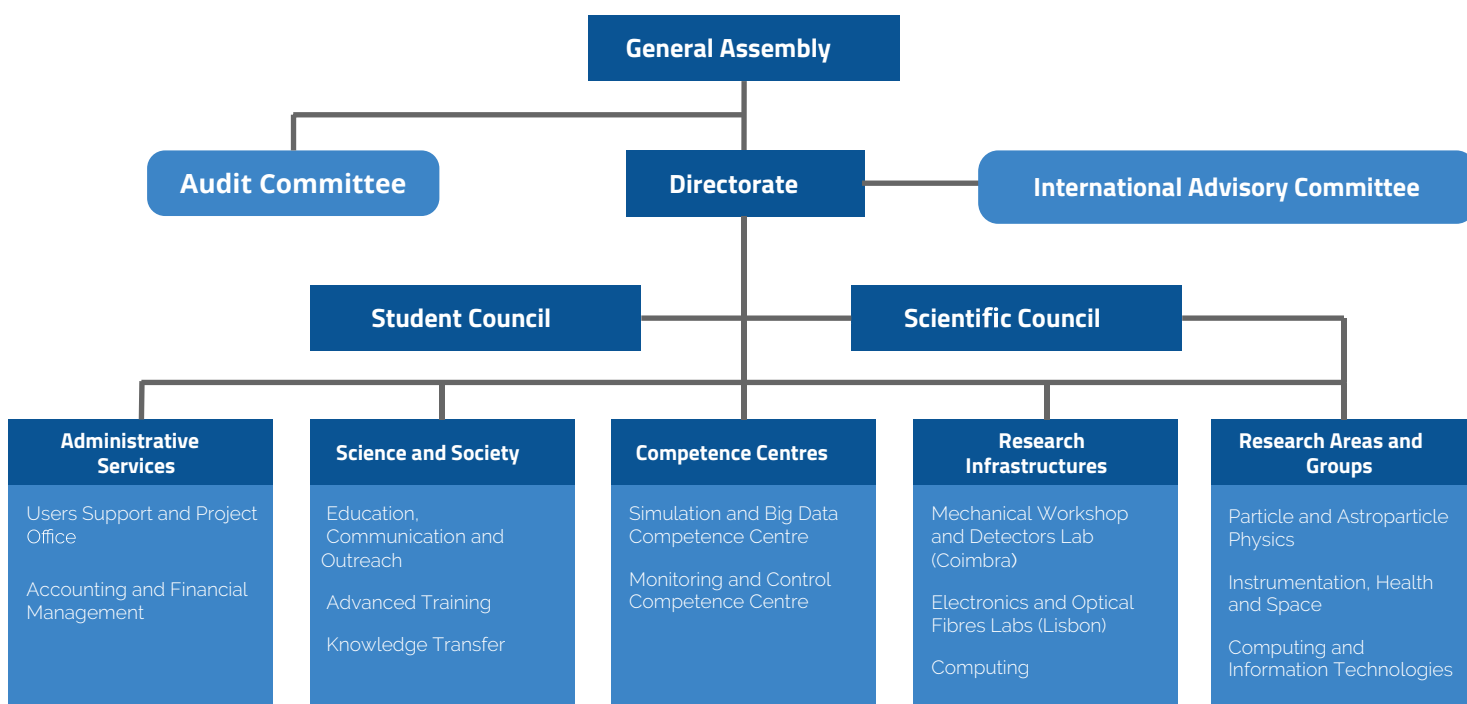 General Assembly
Audit Committee
Directorate
International Advisory Committee
Student Council
Scientific Council
Administrative
Services
Users Support and Project
Office
Accounting and Financial
Management
Science and Society
Education,
Communication and
Outreach
Advanced Training
Knowledge Transfer
Competence Centres
Simulation and Big Data
Competence Centre
Monitoring and Control
Competence Centre
Research
Infrastructures
Mechanical Workshop
and Detectors Lab
(Coimbra)
Electronics and Optical
Fibres Labs (Lisbon)
Computing
Research Areas and
Groups
Particle and Astroparticle
Physics
Instrumentation, Health
and Space
Computing and
Information Technologies